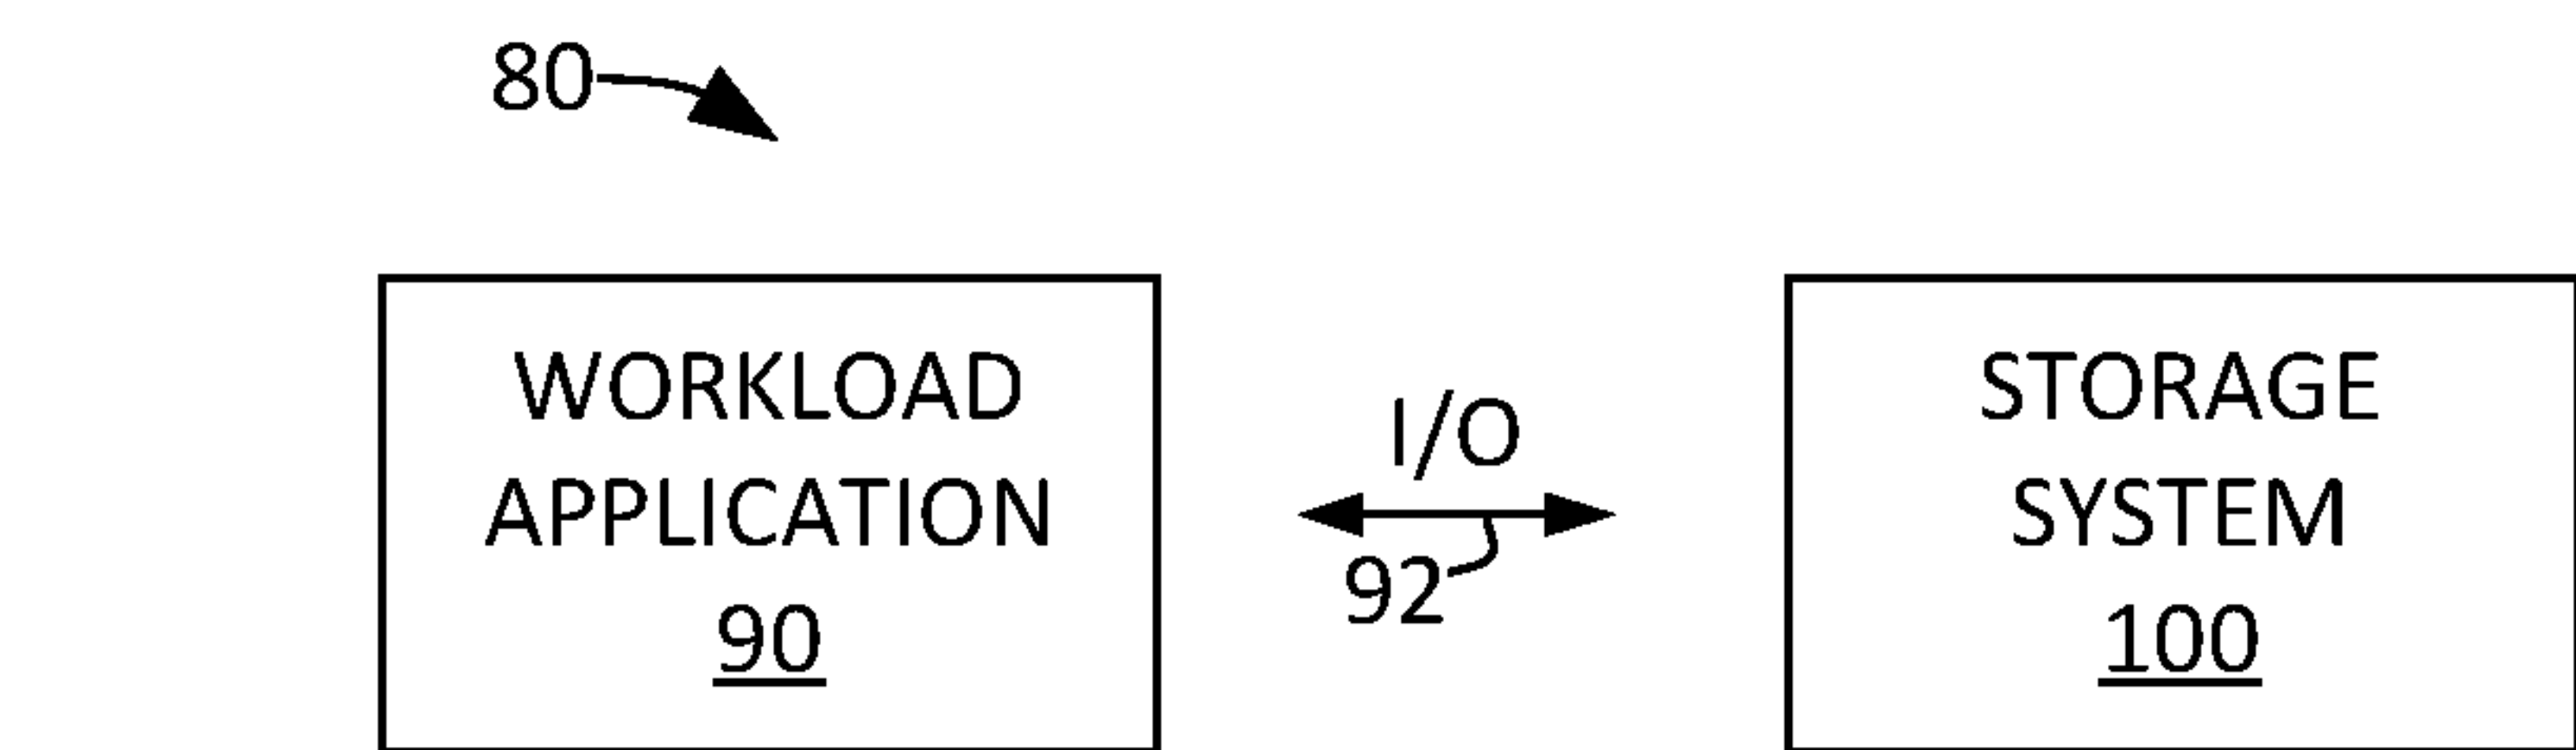 80
WORKLOAD
APPLICATION
90
I/O
92
STORAGE
SYSTEM
100